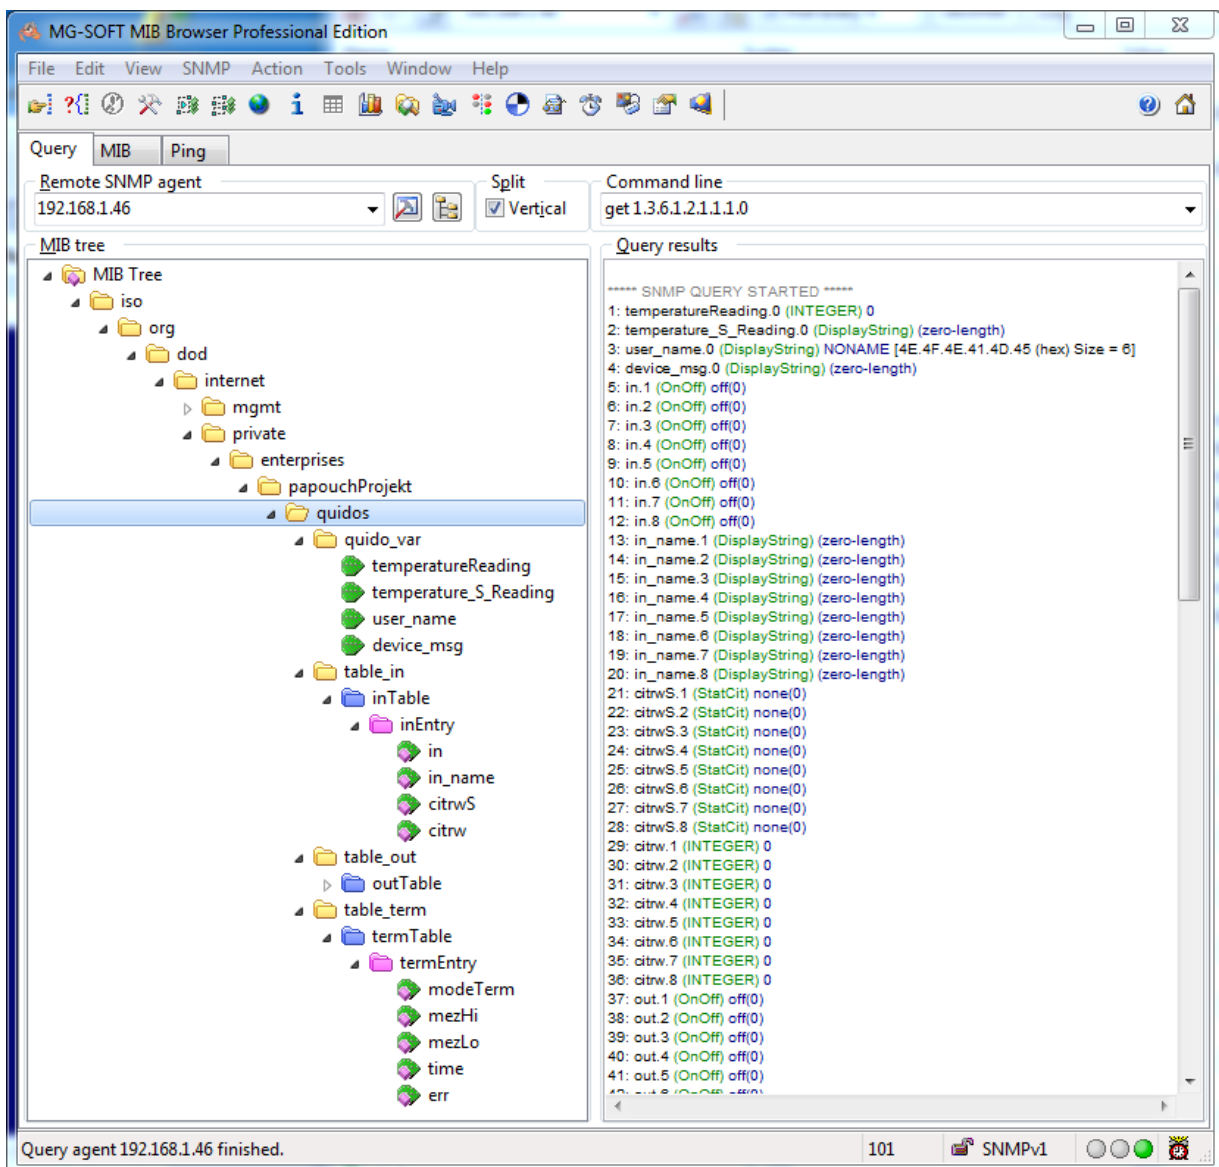 MG-SOFT MIB Browser Professional Edition
File Edit View SNMP Action Tools Window Help
Query MIB Ping
Remote SNMP agent
192.168.1.46
Split
Vertical
Command line
get 1.3.6.1.2.1.1.1.0
MIB tree
MIB Tree
iso
org
dod
internet
mgmt
private
enterprises
papouchProjekt
quidos
quido_var
temperatureReading
temperature_S_Reading
user_name
device_msg
table_in
inTable
inEntry
in
in_name
citrwS
citrw
table_out
outTable
table_term
termTable
termEntry
modeTerm
mezHi
mezLo
time
err
Query results
***** SNMP QUERY STARTED *****
1: temperatureReading.0 (INTEGER) 0
2: temperature_S_Reading.0 (DisplayString) (zero-length)
3: user_name.0 (DisplayString) NONAME [4E.4F.4E.41.4D.45 (hex) Size = 6]
4: device_msg.0 (DisplayString) (zero-length)
5: in.1 (OnOff) off(0)
6: in.2 (OnOff) off(0)
7: in.3 (OnOff) off(0)
8: in.4 (OnOff) off(0)
9: in.5 (OnOff) off(0)
10: in.6 (OnOff) off(0)
11: in.7 (OnOff) off(0)
12: in.8 (OnOff) off(0)
13: in_name.1 (DisplayString) (zero-length)
14: in_name.2 (DisplayString) (zero-length)
15: in_name.3 (DisplayString) (zero-length)
16: in_name.4 (DisplayString) (zero-length)
17: in_name.5 (DisplayString) (zero-length)
18: in_name.6 (DisplayString) (zero-length)
19: in_name.7 (DisplayString) (zero-length)
20: in_name.8 (DisplayString) (zero-length)
21: citrwS.1 (StatCit) none(0)
22: citrwS.2 (StatCit) none(0)
23: citrwS.3 (StatCit) none(0)
24: citrwS.4 (StatCit) none(0)
25: citrwS.5 (StatCit) none(0)
26: citrwS.6 (StatCit) none(0)
27: citrwS.7 (StatCit) none(0)
28: citrwS.8 (StatCit) none(0)
29: citrw.1 (INTEGER) 0
30: citrw.2 (INTEGER) 0
31: citrw.3 (INTEGER) 0
32: citrw.4 (INTEGER) 0
33: citrw.5 (INTEGER) 0
34: citrw.6 (INTEGER) 0
35: citrw.7 (INTEGER) 0
36: citrw.8 (INTEGER) 0
37: out.1 (OnOff) off(0)
38: out.2 (OnOff) off(0)
39: out.3 (OnOff) off(0)
40: out.4 (OnOff) off(0)
41: out.5 (OnOff) off(0)
Query agent 192.168.1.46 finished.
101
SNMPv1